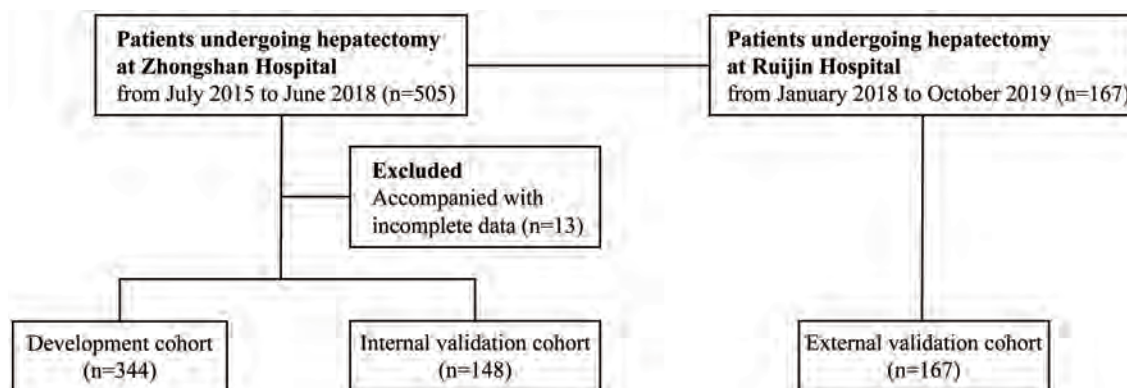 Patients undergoing hepatectomy
at Zhongshan Hospital
from July 2015 to June 2018 (n=505)
Patients undergoing hepatectomy
at Ruijin Hospital
from January 2018 to October 2019 (n=167)
Excluded
Accompanied with
incomplete data (n=13)
Development cohort
(n=344)
Internal validation cohort
(n=148)
External validation cohort
(n=167)